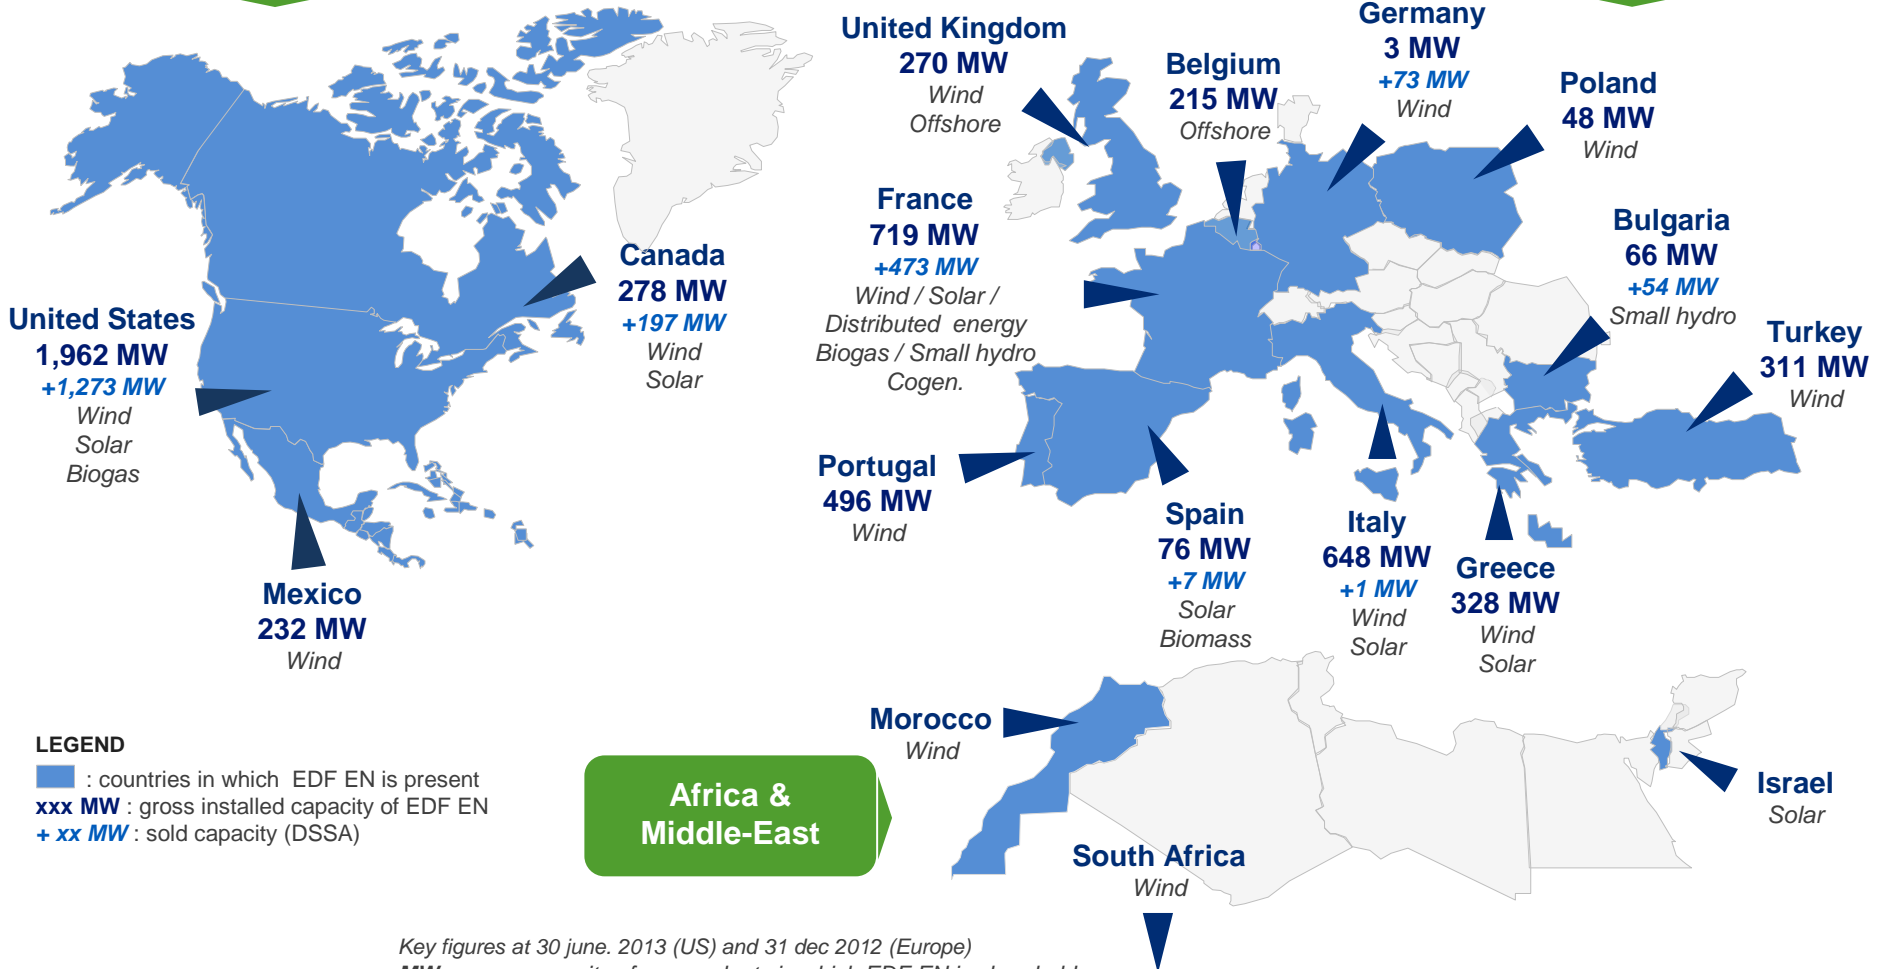 United Kingdom
270 MW
Wind
Offshore
Belgium
215 MW
Offshore
Germany
3 MW
+73 MW
Wind
Poland
48 MW
Wind
France
719 MW
+473 MW
Wind / Solar /
Distributed energy
Biogas / Small hydro
Cogen.
Bulgaria
66 MW
+54 MW
Small hydro
Canada
278 MW
+197 MW
Wind
Solar
United States
1,962 MW
+1,273 MW
Wind
Solar
Biogas
Turkey
311 MW
Wind
Portugal
496 MW
Wind
Spain
76 MW
+7 MW
Solar
Biomass
Italy
648 MW
+1 MW
Wind
Solar
Greece
328 MW
Wind
Solar
Mexico
232 MW
Wind
Morocco
Wind
LEGEND
: countries in which EDF EN is present
xxx MW : gross installed capacity of EDF EN
+ xx MW : sold capacity (DSSA)
Africa &
Middle-East
Israel
Solar
South Africa
Wind
Key figures at 30 june. 2013 (US) and 31 dec 2012 (Europe)